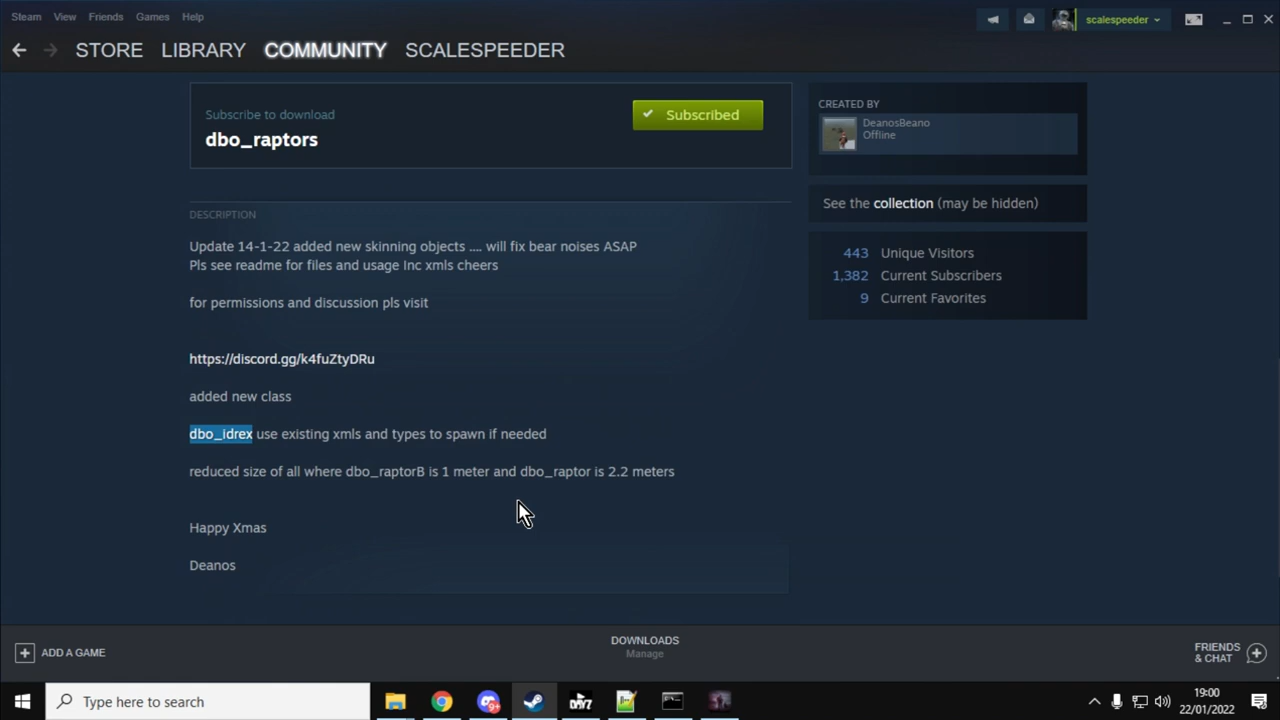 Steam View Friends Games Help
scalespeeder
STORE LIBRARY COMMUNITY SCALESPEEDER
Subscribe to download
dbo_raptors
Subscribed
CREATED BY
DeanosBeano
Offline
See the collection (may be hidden)
443 Unique Visitors
1,382 Current Subscribers
9 Current Favorites
DESCRIPTION
Update 14-1-22 added new skinning objects .... will fix bear noises ASAP
Pls see readme for files and usage Inc xmls cheers
for permissions and discussion pls visit
https://discord.gg/k4fuZtyDRu
added new class
dbo_idrex use existing xmls and types to spawn if needed
reduced size of all where dbo_raptorB is 1 meter and dbo_raptor is 2.2 meters
Happy Xmas
Deanos
ADD A GAME
DOWNLOADS
Manage
FRIENDS
& CHAT
Type here to search
19:00
22/01/2022